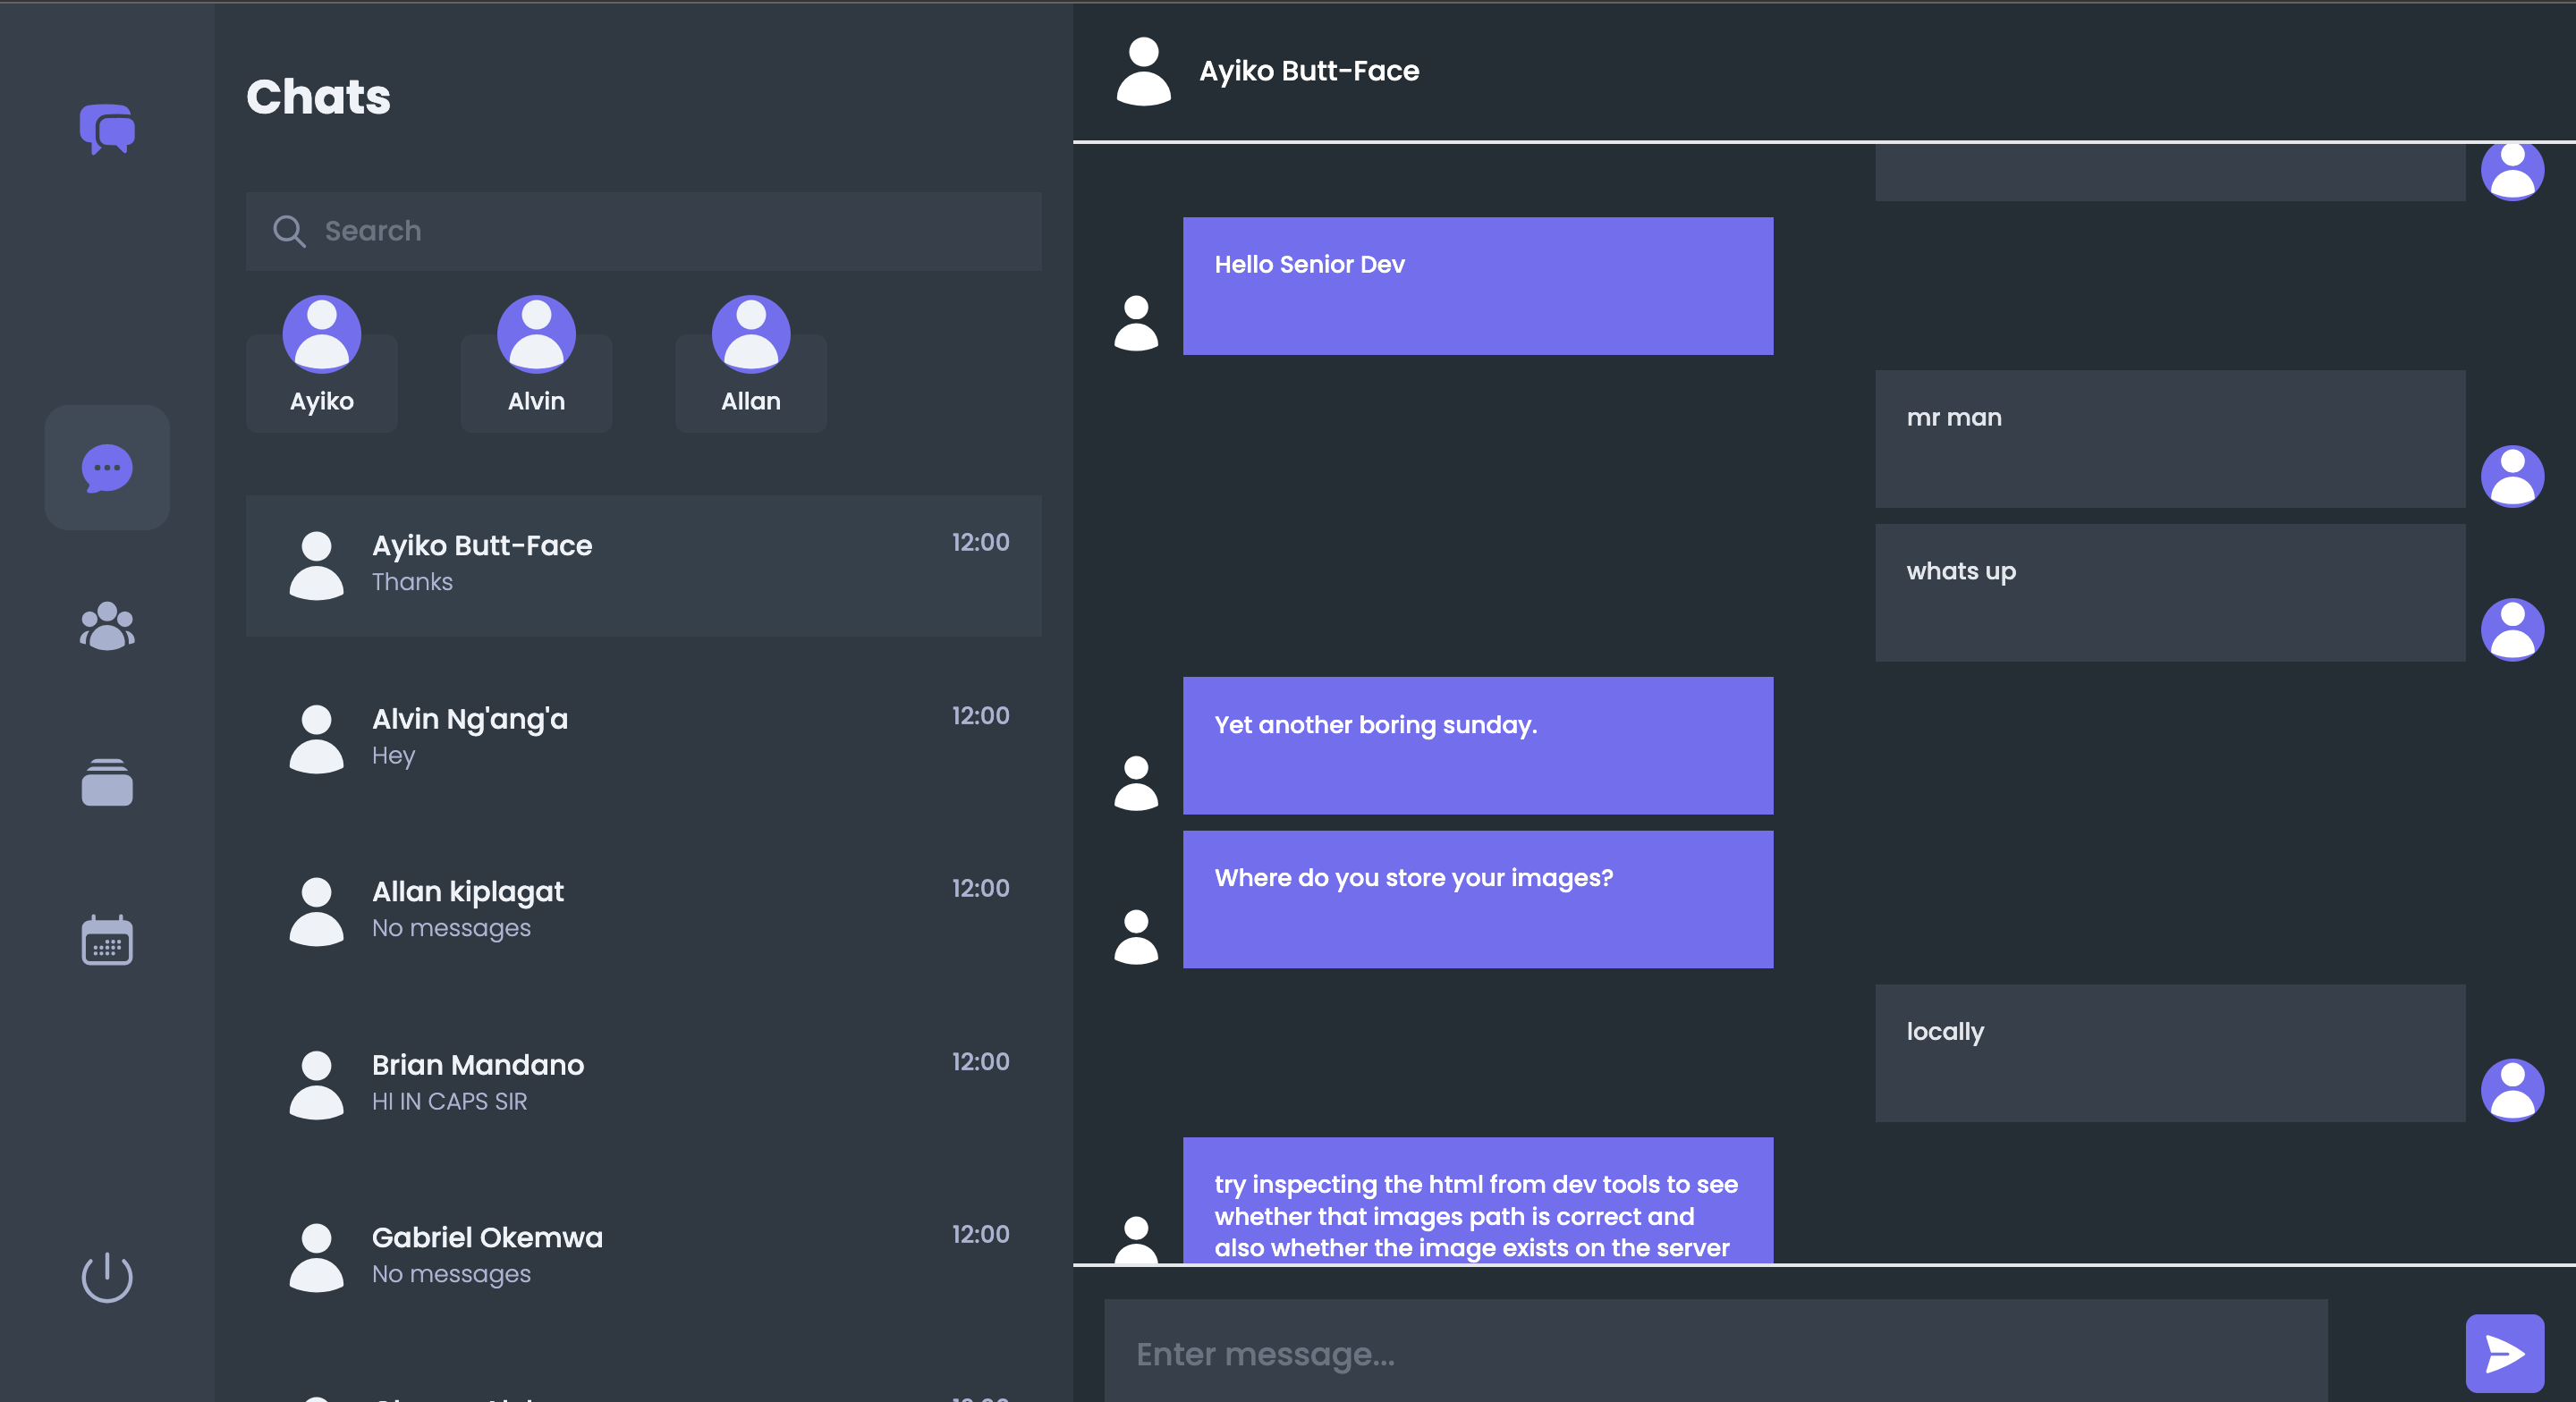 Chats
Search
Ayiko
Alvin
Allan
Ayiko Butt-Face
12:00
Thanks
Alvin Ng'ang'a
12:00
Hey
Allan kiplagat
12:00
No messages
Brian Mandano
12:00
HI IN CAPS SIR
Gabriel Okemwa
12:00
No messages
Ayiko Butt-Face
Hello Senior Dev
mr man
whats up
Yet another boring sunday.
Where do you store your images?
locally
try inspecting the html from dev tools to see
whether that images path is correct and
also whether the image exists on the server
Enter message...